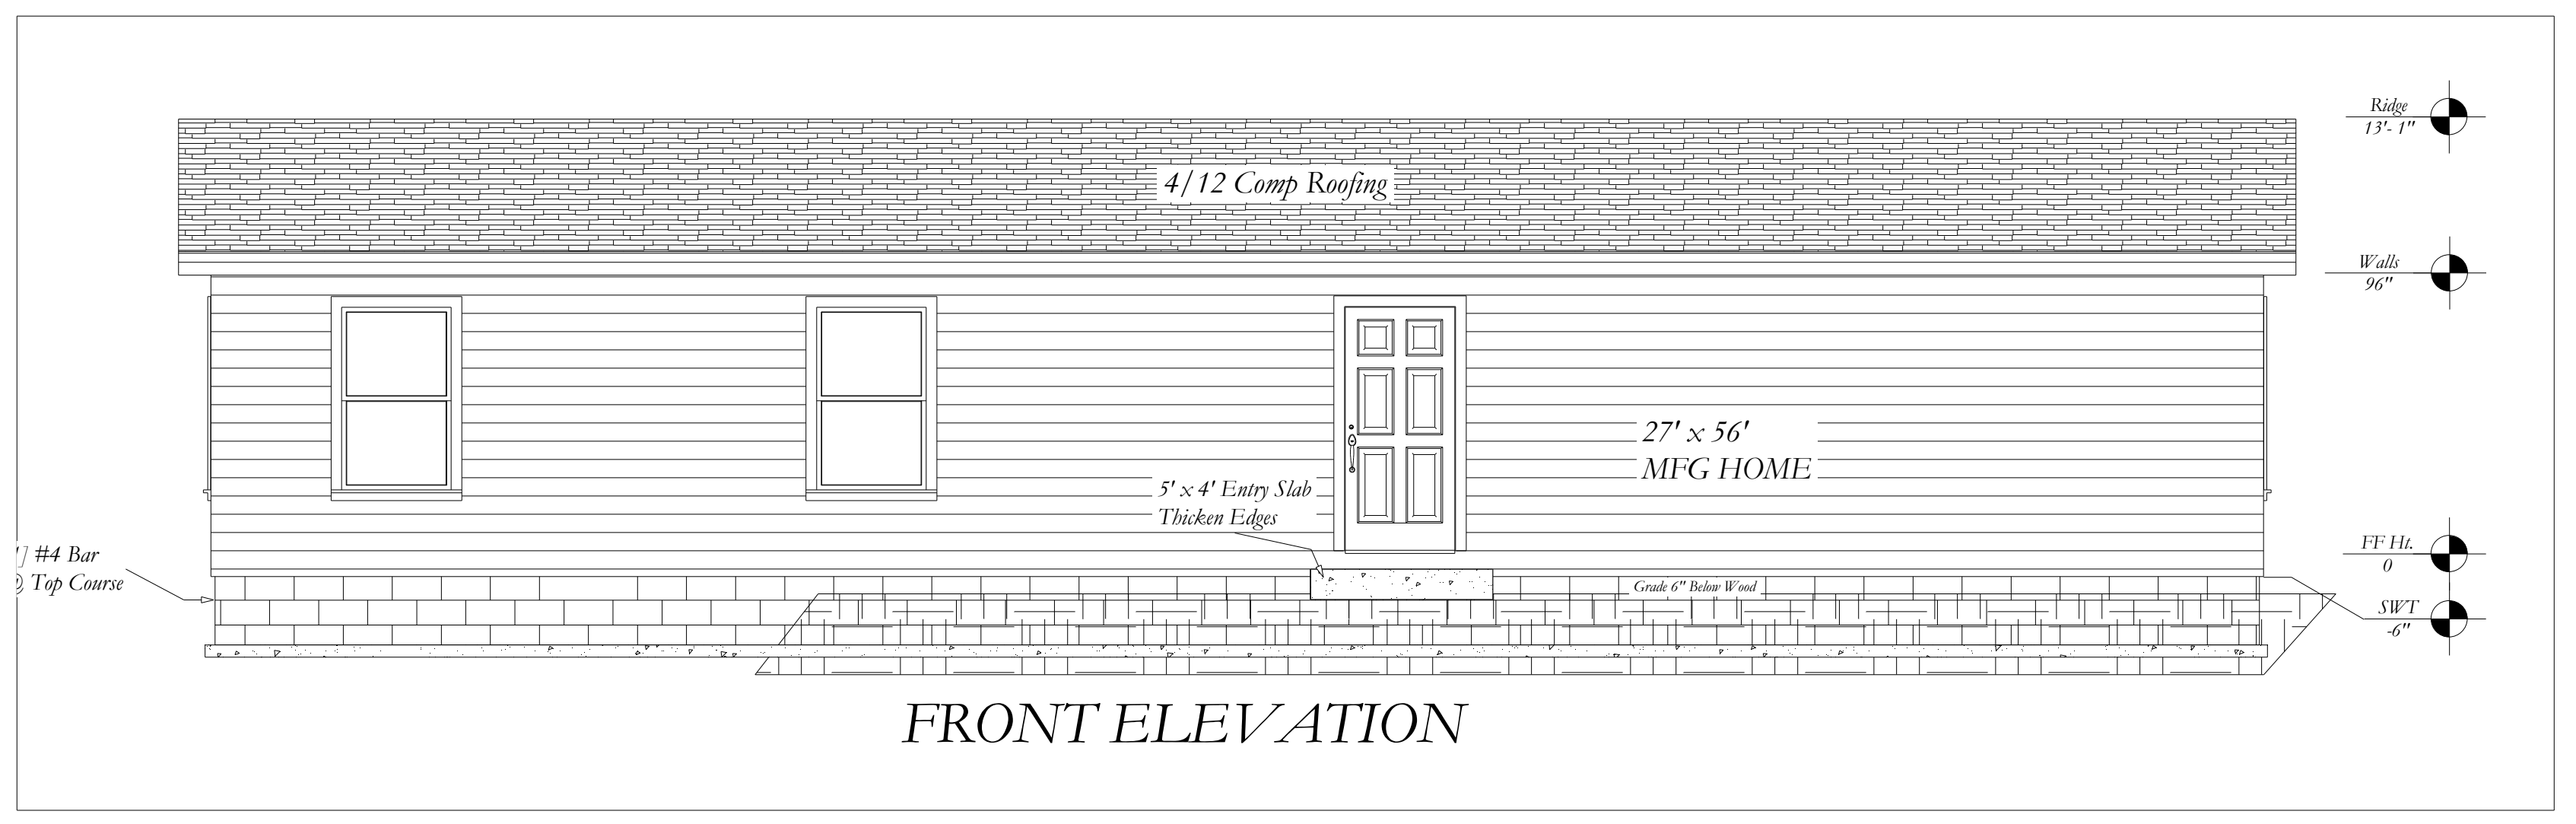 Ridge
13'- 1"
4/12 Comp Roofing
Walls
96"
27' x 56'
MFG HOME
5' x 4' Entry Slab
Thicken Edges
FF Ht.
0
] #4 Bar
Top Course
Grade 6" Below Wood
SWT
-6"
FRONT ELEVATION